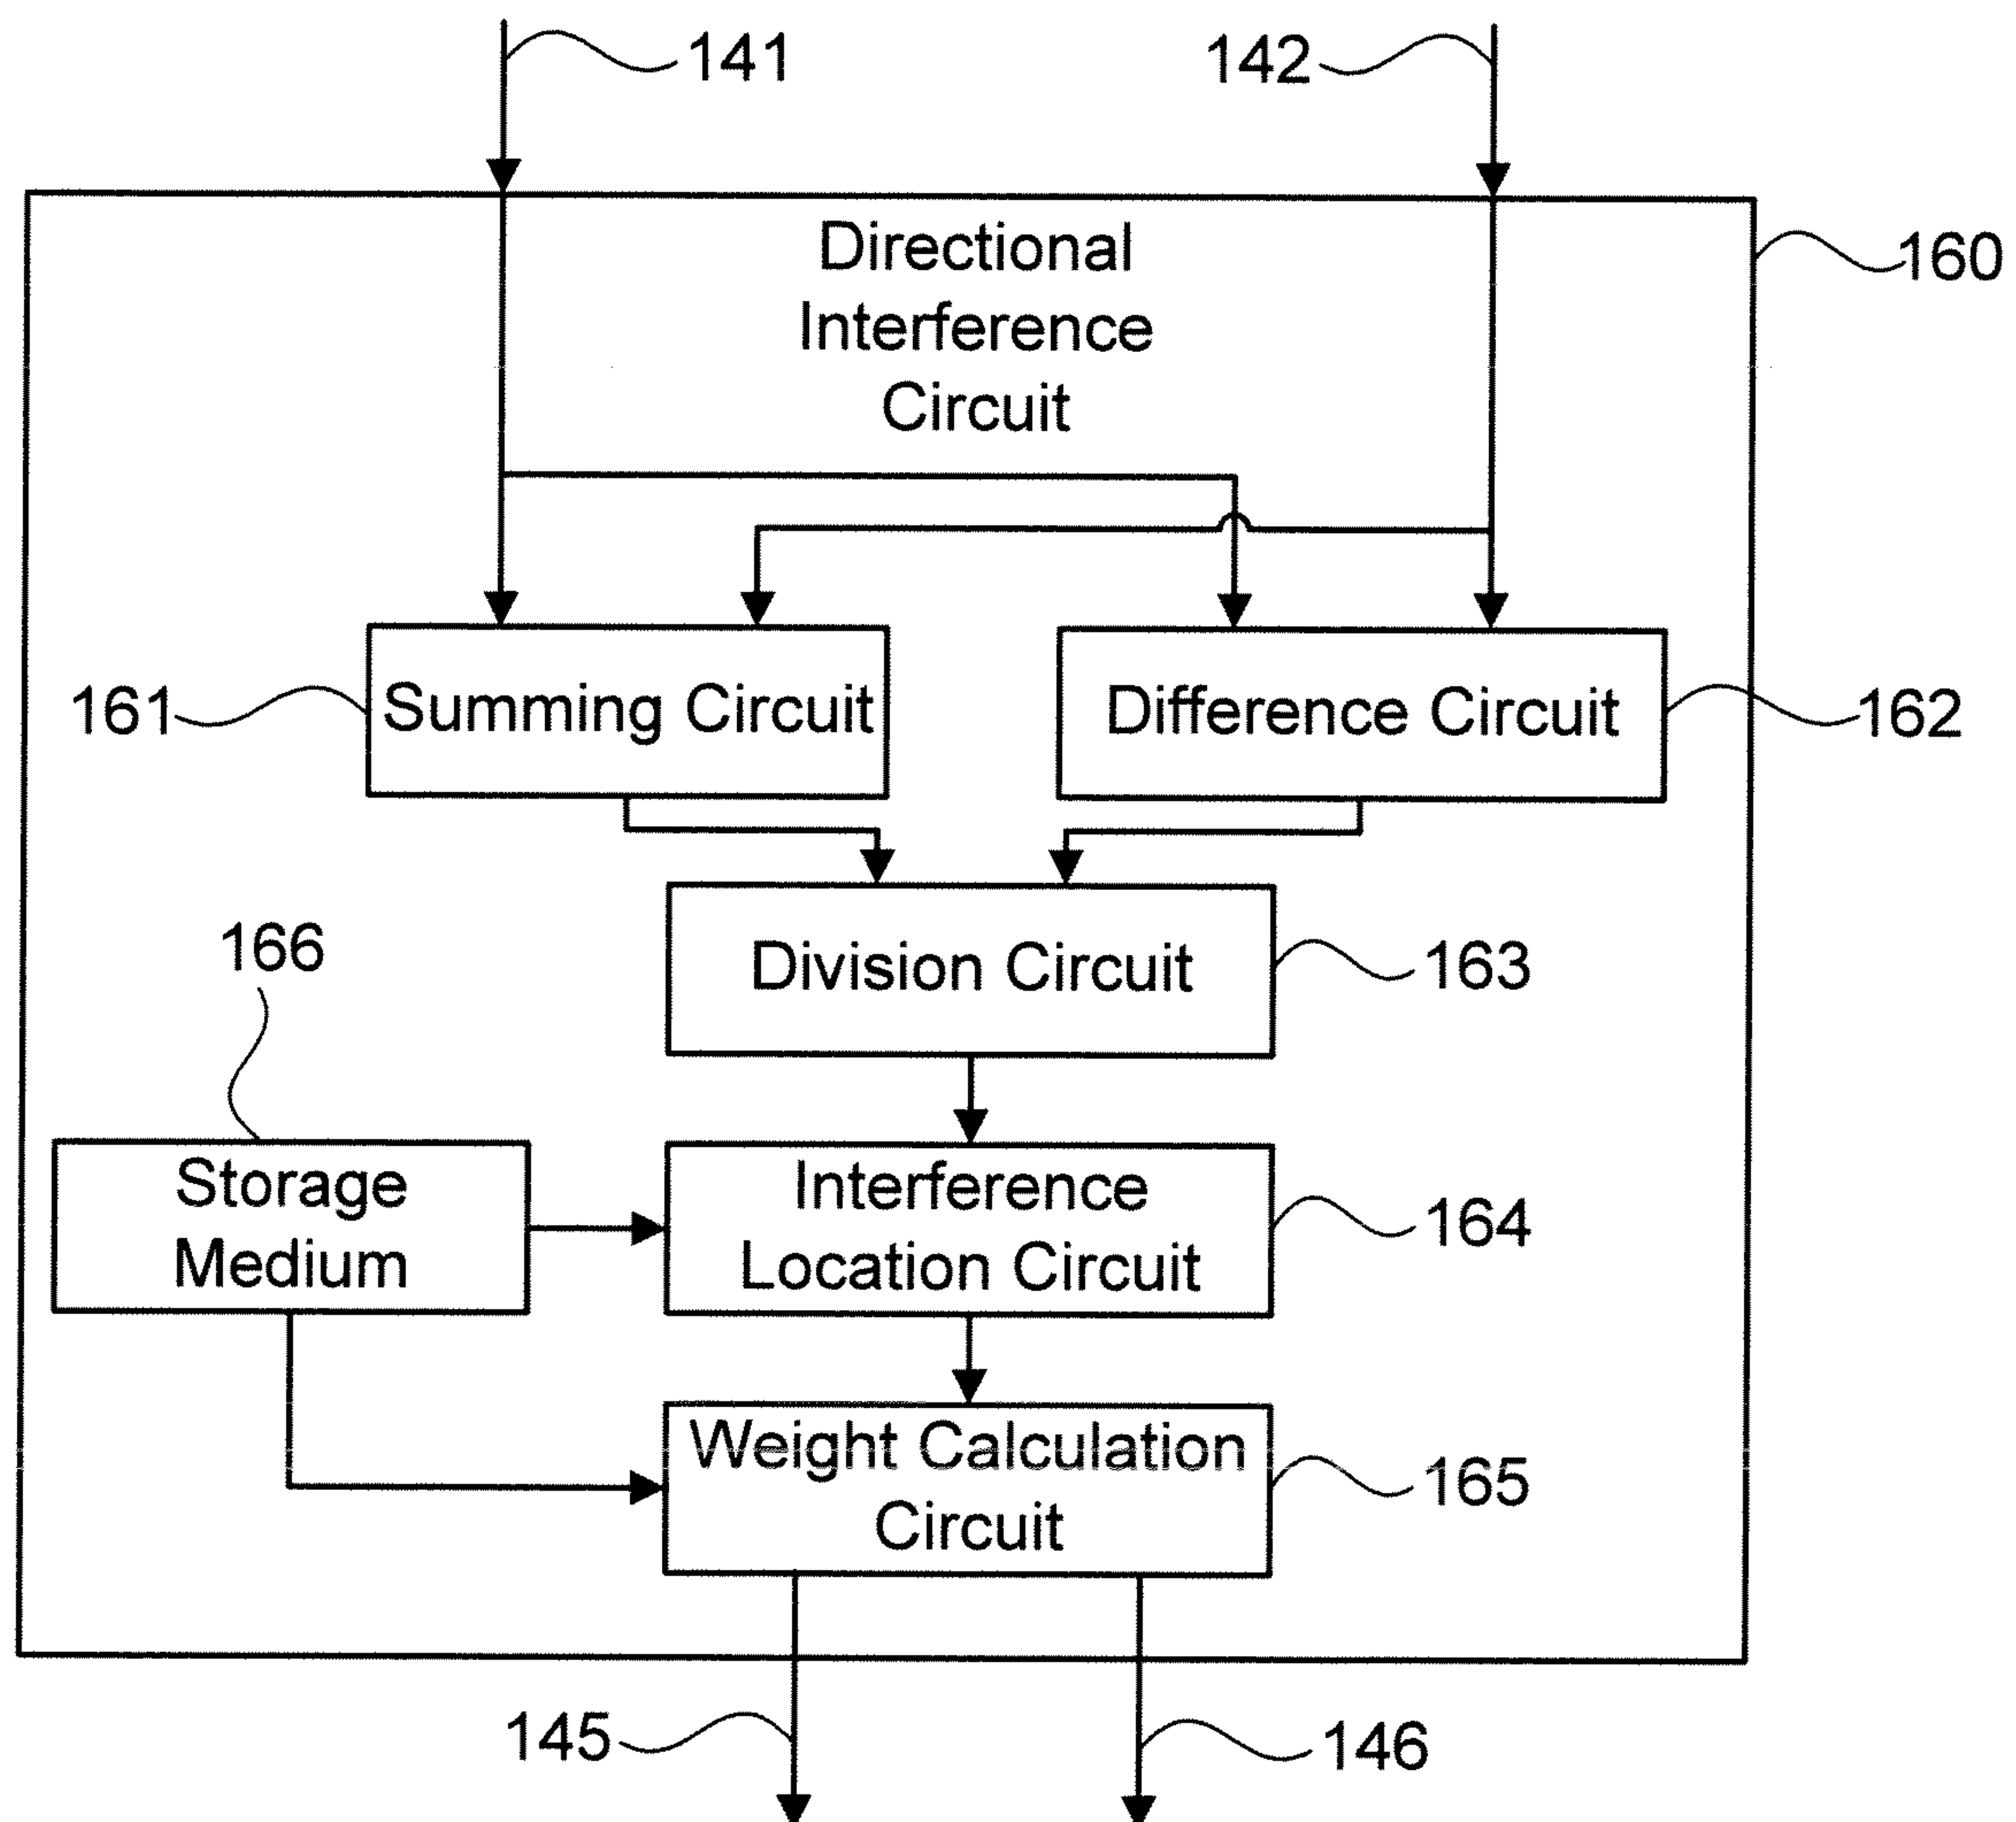 141
142
Directional
Interference
Circuit
160
161
Summing Circuit
Difference Circuit
162
Division Circuit
163
166
Storage
Medium
Interference
Location Circuit
164
Weight Calculation
Circuit
165
145
146